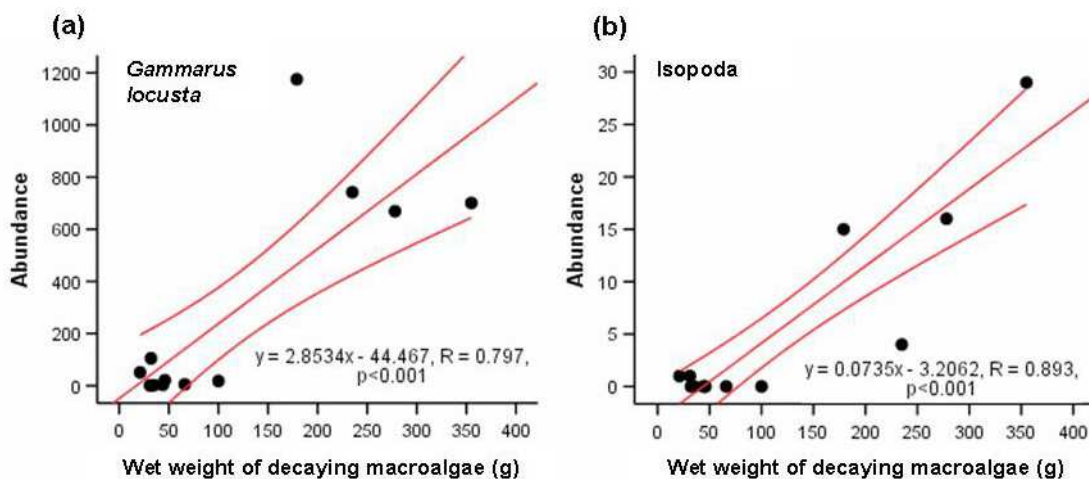 (a)
Gammarus
locusta
Abundance
1200
1000
800
600
400
200
0
y = 2.8534x - 44.467, R = 0.797,
p<0.001
0 50 100 150 200 250 300 350 400
Wet weight of decaying macroalgae (g)
(b)
Isopoda
Abundance
30
25
20
15
10
5
0
y = 0.0735x - 3.2062, R = 0.893,
p<0.001
0 50 100 150 200 250 300 350 400
Wet weight of decaying macroalgae (g)